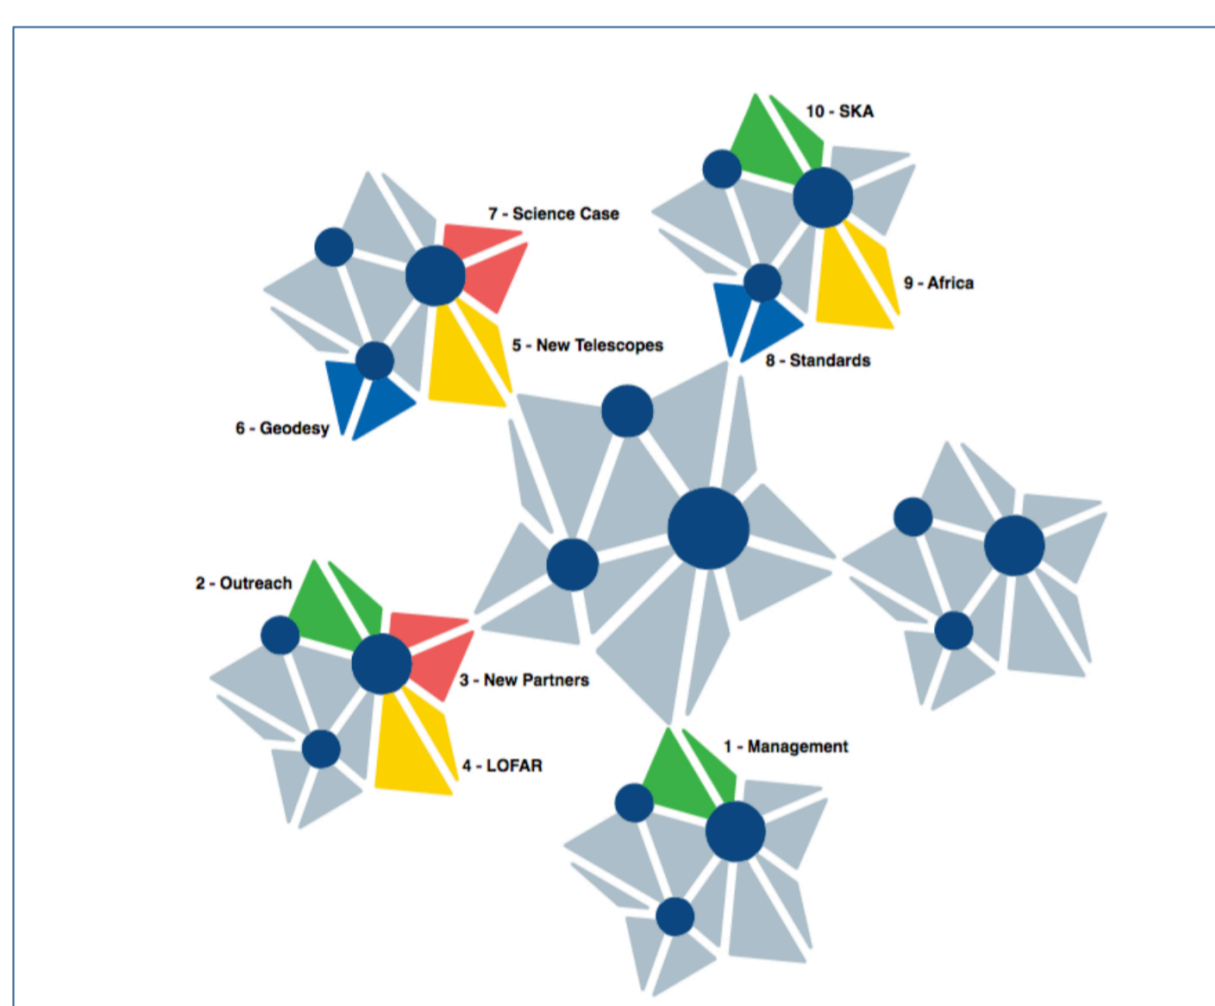 10 - SKA
7 - Science Case
9 - Africa
5 - New Telescopes
8 - Standards
6 - Geodesy
2 - Outreach
3 - New Partners
1 - Management
4 - LOFAR